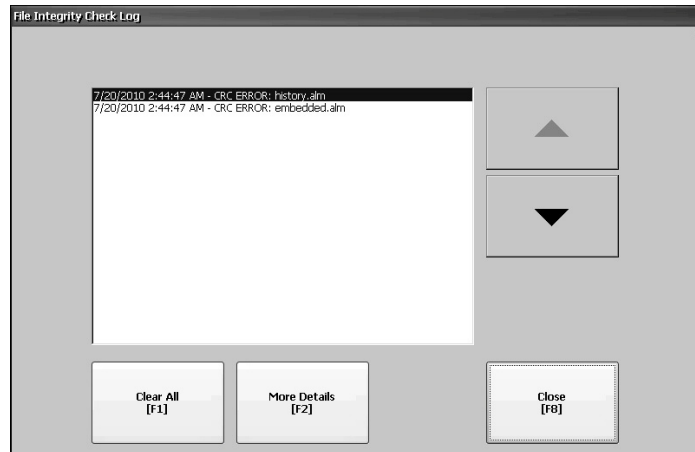 File Integrity Check Log
7/20/2010 2:44:47 AM - CRC ERROR: history.alm
7/20/2010 2:44:47 AM - CRC ERROR: embedded.alm
Clear All
[F1]
More Details
[F2]
Close
[F8]